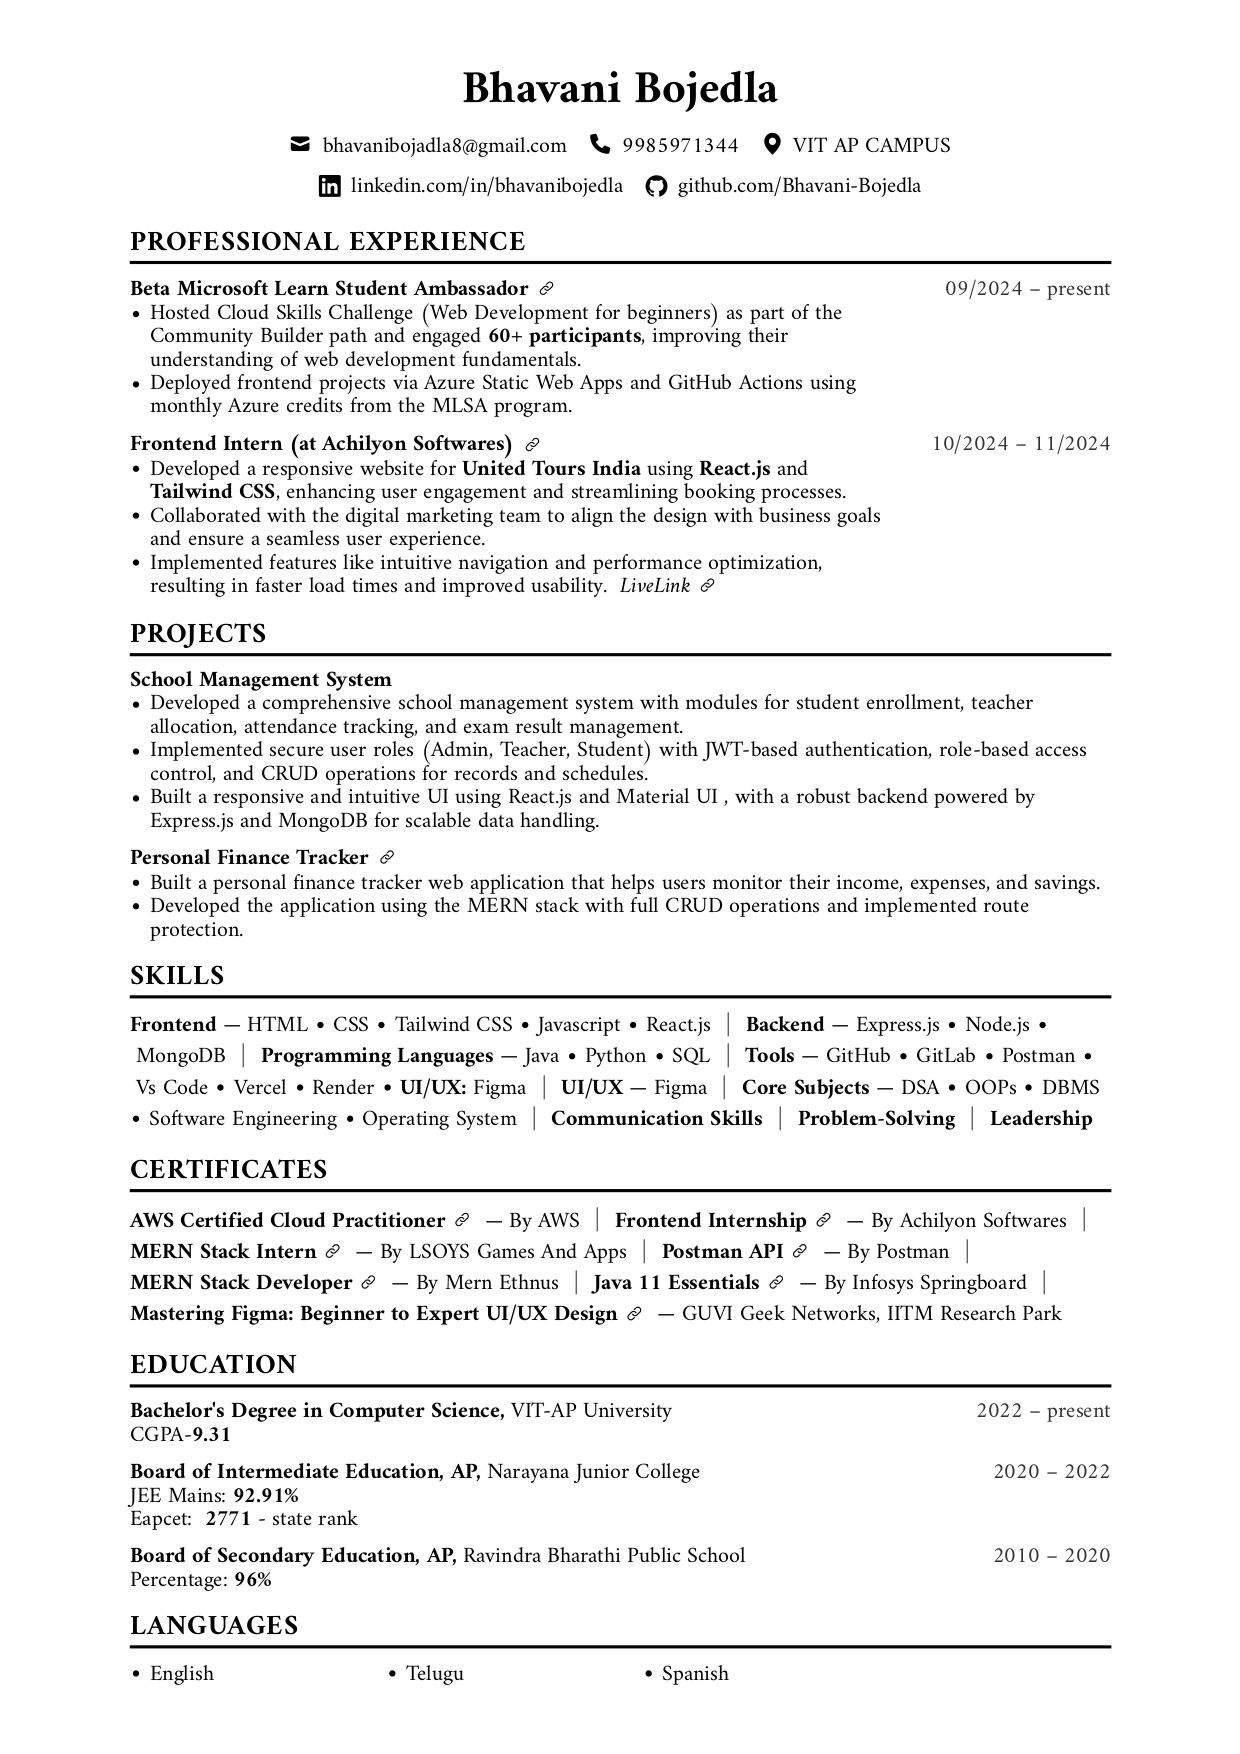 Bhavani Bojedla
bhavanibojadla8@gmail.com 9985971344 VIT AP CAMPUS
linkedin.com/in/bhavanibojedla github.com/Bhavani-Bojedla
PROFESSIONAL EXPERIENCE
Beta Microsoft Learn Student Ambassador 09/2024 – present
• Hosted Cloud Skills Challenge (Web Development for beginners) as part of the
Community Builder path and engaged 60+ participants, improving their
understanding of web development fundamentals.
• Deployed frontend projects via Azure Static Web Apps and GitHub Actions using
monthly Azure credits from the MLSA program.
Frontend Intern (at Achilyon Softwares) 10/2024 – 11/2024
• Developed a responsive website for United Tours India using React.js and
Tailwind CSS, enhancing user engagement and streamlining booking processes.
• Collaborated with the digital marketing team to align the design with business goals
and ensure a seamless user experience.
• Implemented features like intuitive navigation and performance optimization,
resulting in faster load times and improved usability. LiveLink
PROJECTS
School Management System
• Developed a comprehensive school management system with modules for student enrollment, teacher
allocation, attendance tracking, and exam result management.
• Implemented secure user roles (Admin, Teacher, Student) with JWT-based authentication, role-based access
control, and CRUD operations for records and schedules.
• Built a responsive and intuitive UI using React.js and Material UI , with a robust backend powered by
Express.js and MongoDB for scalable data handling.
Personal Finance Tracker
• Built a personal finance tracker web application that helps users monitor their income, expenses, and savings.
• Developed the application using the MERN stack with full CRUD operations and implemented route
protection.
SKILLS
Frontend — HTML • CSS • Tailwind CSS • Javascript • React.js | Backend — Express.js • Node.js •
MongoDB | Programming Languages — Java • Python • SQL | Tools — GitHub • GitLab • Postman •
Vs Code • Vercel • Render • UI/UX: Figma | UI/UX — Figma | Core Subjects — DSA • OOPs • DBMS
• Software Engineering • Operating System | Communication Skills | Problem-Solving | Leadership
CERTIFICATES
AWS Certified Cloud Practitioner — By AWS | Frontend Internship — By Achilyon Softwares |
MERN Stack Intern — By LSOYS Games And Apps | Postman API — By Postman |
MERN Stack Developer — By Mern Ethnus | Java 11 Essentials — By Infosys Springboard |
Mastering Figma: Beginner to Expert UI/UX Design — GUVI Geek Networks, IITM Research Park
EDUCATION
Bachelor's Degree in Computer Science, VIT-AP University 2022 – present
CGPA-9.31
Board of Intermediate Education, AP, Narayana Junior College 2020 – 2022
JEE Mains: 92.91%
Eapcet: 2771 - state rank
Board of Secondary Education, AP, Ravindra Bharathi Public School 2010 – 2020
Percentage: 96%
LANGUAGES
• English • Telugu • Spanish